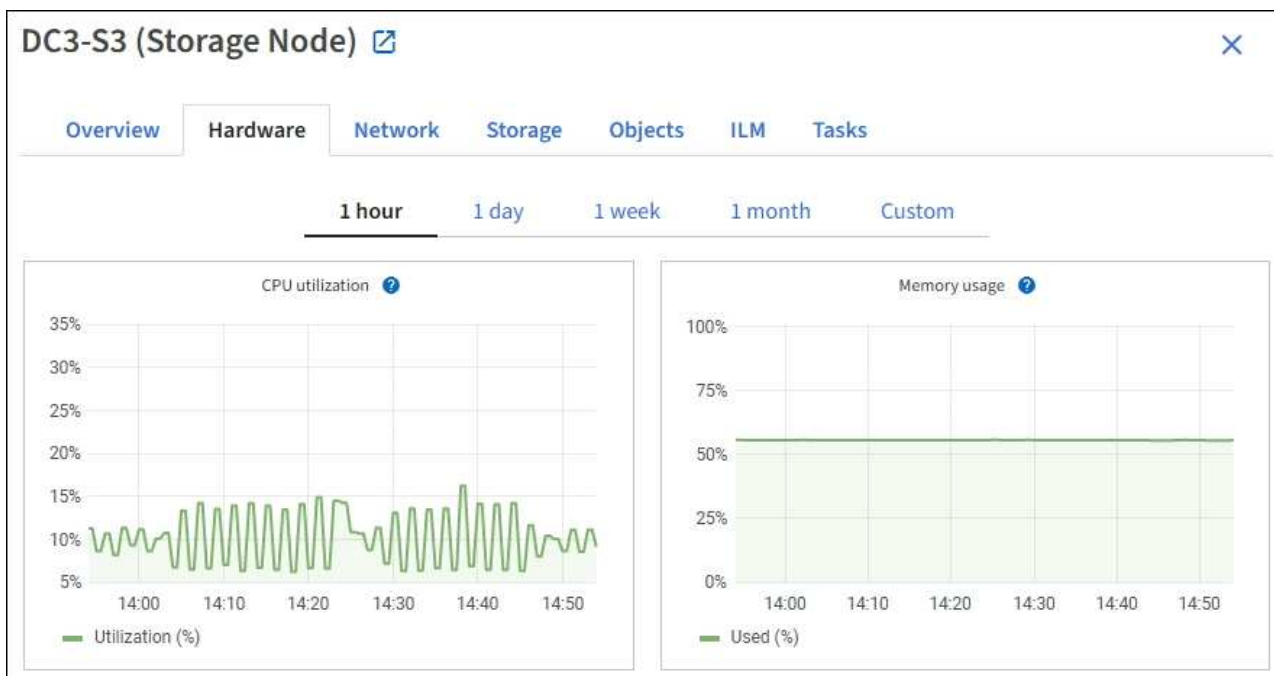 DC3-S3 (Storage Node)
Overview Hardware Network Storage Objects ILM Tasks
1 hour 1 day 1 week 1 month Custom
CPU utilization ?
35%
30%
25%
20%
15%
10%
5%
14:00 14:10 14:20 14:30 14:40 14:50
Utilization (%)
Memory usage ?
100%
75%
50%
25%
0%
14:00 14:10 14:20 14:30 14:40 14:50
Used (%)